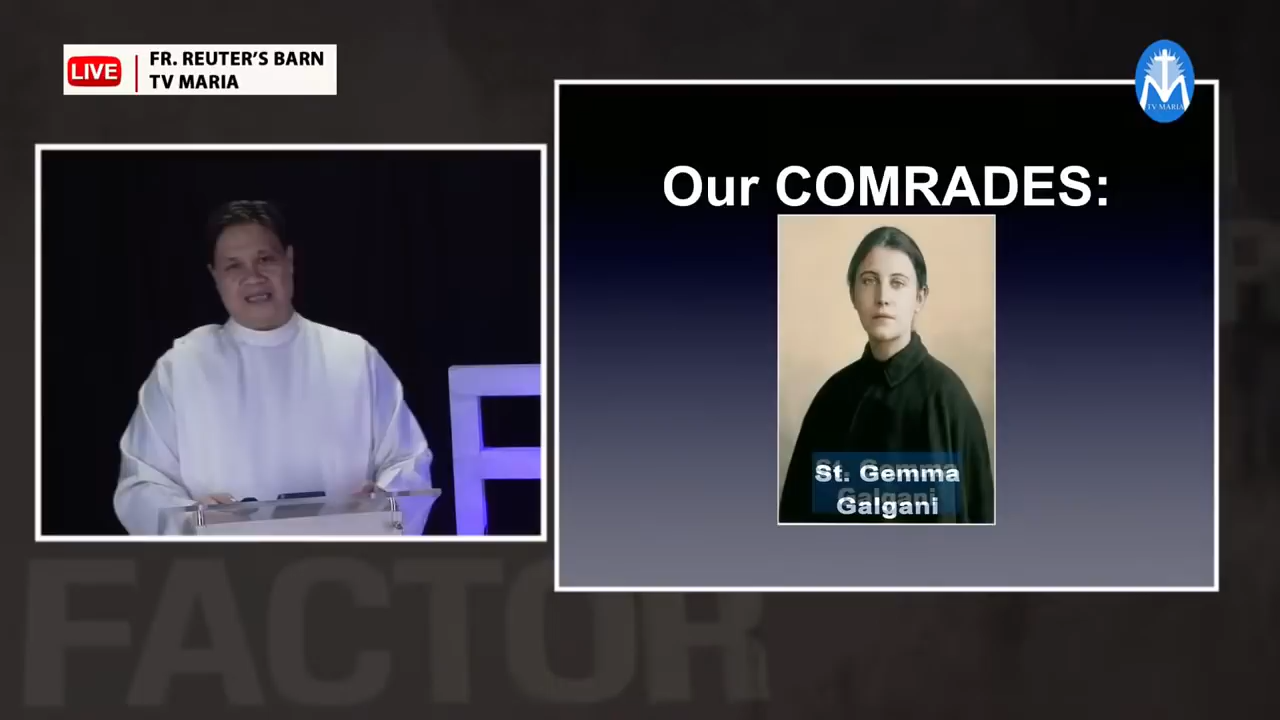 LIVE
FR. REUTER'S BARN
TV MARIA
TV MARIA
Our COMRADES:
St. Gemma
Galgani
FACTOR